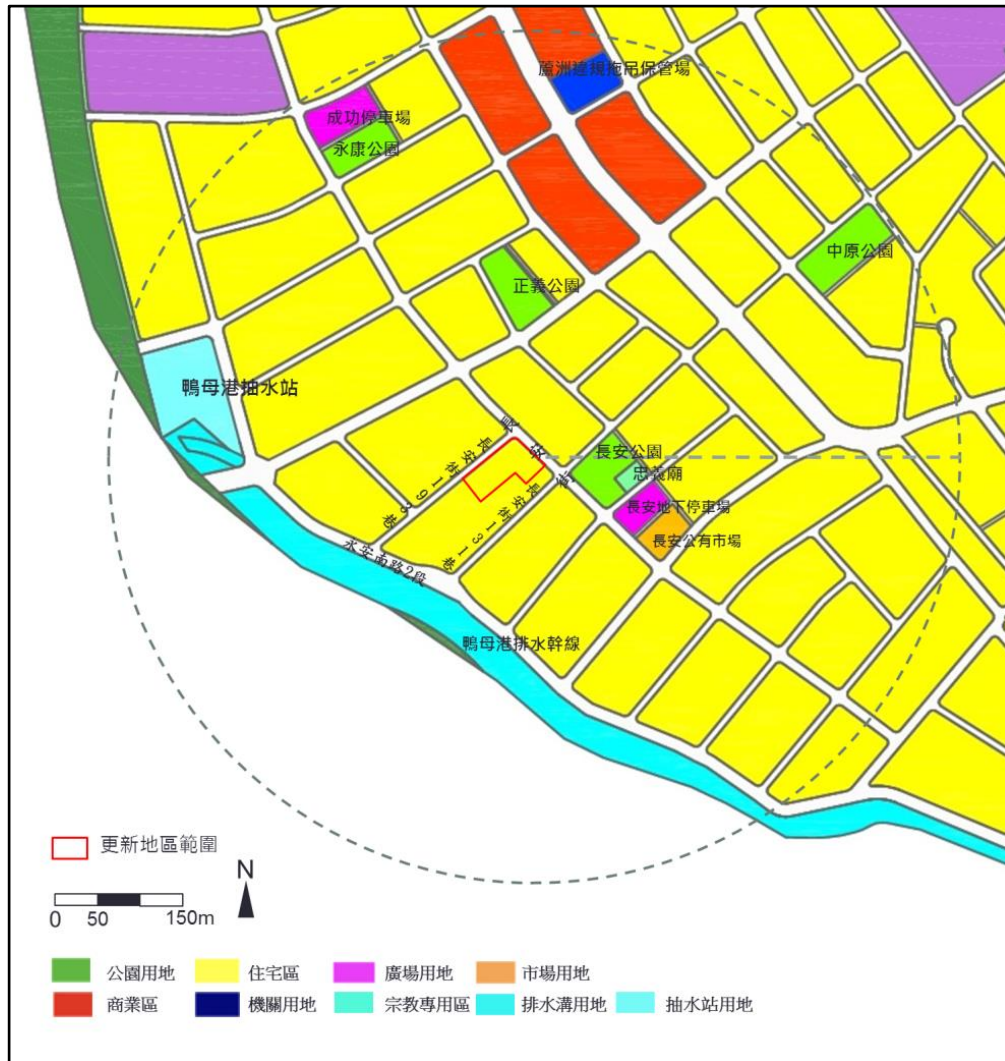 蘆洲違規拖吊保管場
成功停車場
永康公園
中原公園
正義公園
鴨母港抽水站
長安街
長安街193巷
長安公園
忠義廟
長安街131巷
長安地下停車場
長安公有市場
永安南路2段
鴨母港排水幹線
更新地區範圍
N
0 50 150m
公園用地 住宅區 廣場用地 市場用地
商業區 機關用地 宗教專用區 排水溝用地 抽水站用地